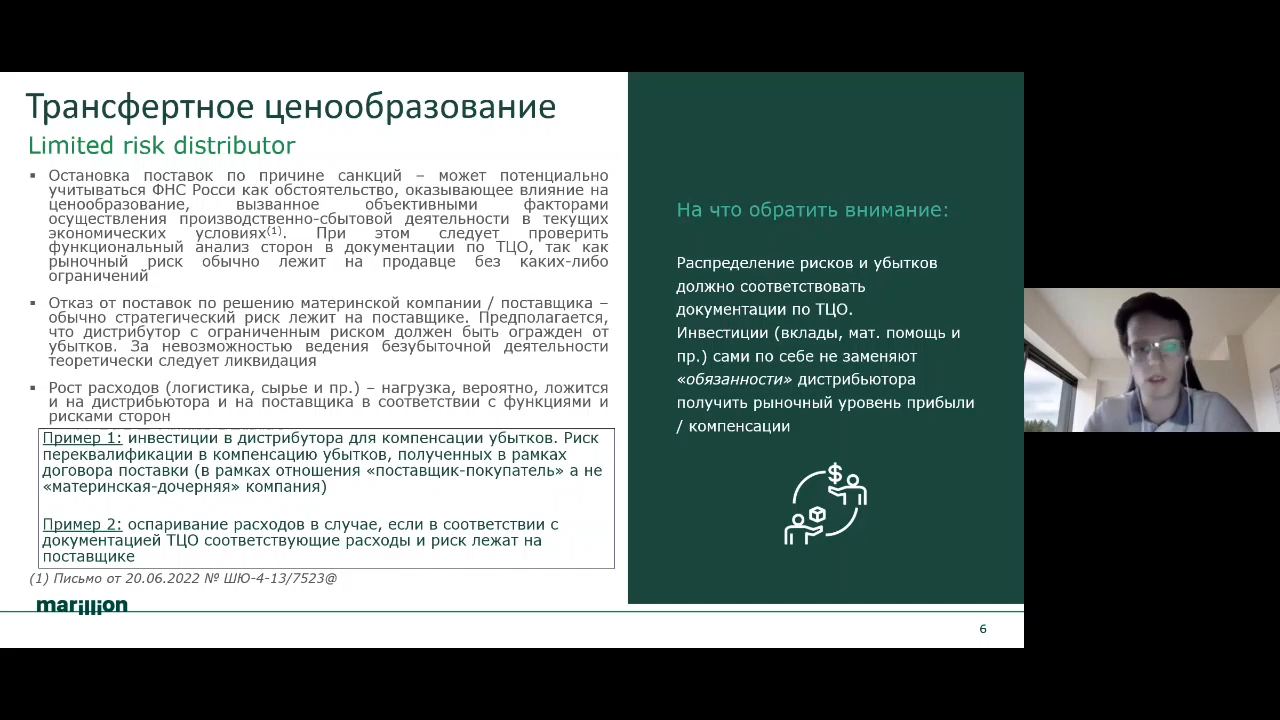 Трансфертное ценообразование
Limited risk distributor
▪ Остановка поставок по причине санкций – может потенциально
учитываться ФНС Росси как обстоятельство, оказывающее влияние на
ценообразование, вызванное объективными факторами
осуществления производственно-сбытовой деятельности в текущих
экономических условиях(1). При этом следует проверить
функциональный анализ сторон в документации по ТЦО, так как
рыночный риск обычно лежит на продавце без каких-либо
ограничений
▪ Отказ от поставок по решению материнской компании / поставщика –
обычно стратегический риск лежит на поставщике. Предполагается,
что дистрибутор с ограниченным риском должен быть огражден от
убытков. За невозможностью ведения безубыточной деятельности
теоретически следует ликвидация
▪ Рост расходов (логистика, сырье и пр.) – нагрузка, вероятно, ложится
и на дистрибьютора и на поставщика в соответствии с функциями и
рисками сторон
Пример 1: инвестиции в дистрибутора для компенсации убытков. Риск
переквалификации в компенсацию убытков, полученных в рамках
договора поставки (в рамках отношения «поставщик-покупатель» а не
«материнская-дочерняя» компания)
Пример 2: оспаривание расходов в случае, если в соответствии с
документацией ТЦО соответствующие расходы и риск лежат на
поставщике
(1) Письмо от 20.06.2022 № ШЮ-4-13/7523@
marillion
На что обратить внимание:
Распределение рисков и убытков
должно соответствовать
документации по ТЦО.
Инвестиции (вклады, мат. помощь и
пр.) сами по себе не заменяют
«обязанности» дистрибьютора
получить рыночный уровень прибыли
/ компенсации
6